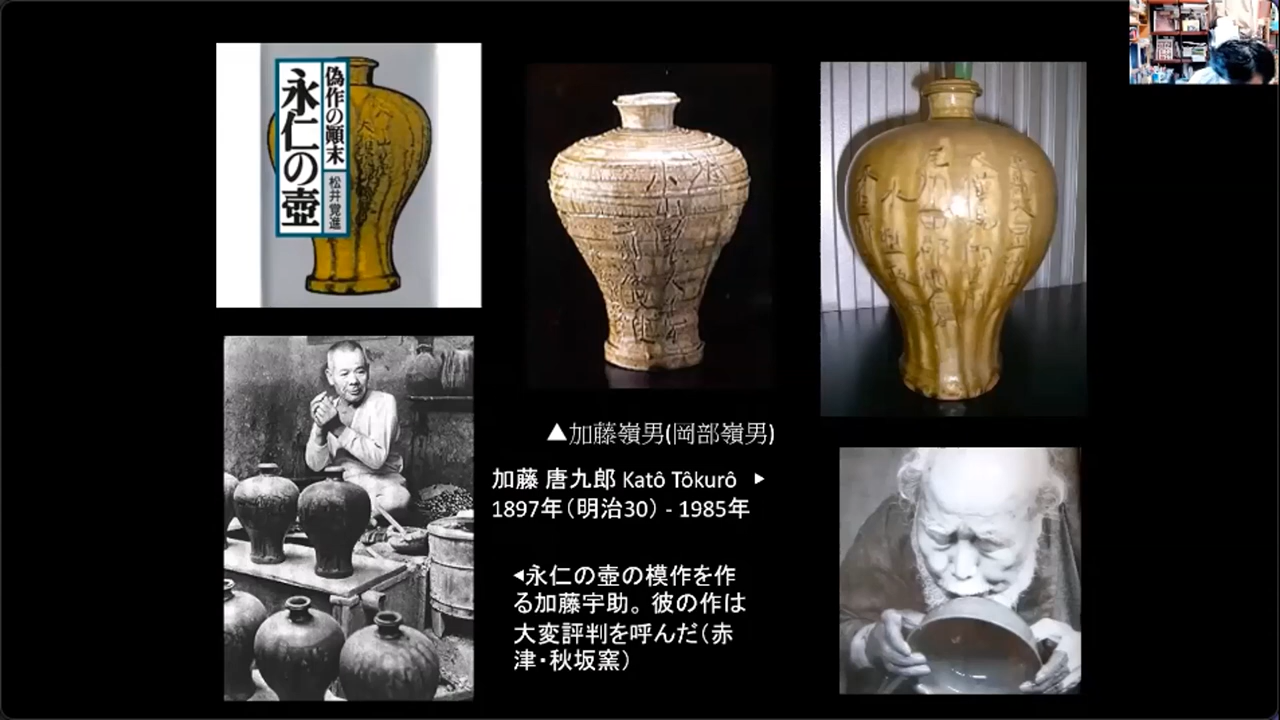 偽作の顚末
永仁の壺
松井覚進
▲加藤嶺男(岡部嶺男)
加藤 唐九郎 Katô Tôkurô ▶
1897年(明治30) - 1985年
◀永仁の壺の模作を作
る加藤宇助。彼の作は
大変評判を呼んだ(赤
津・秋坂窯)